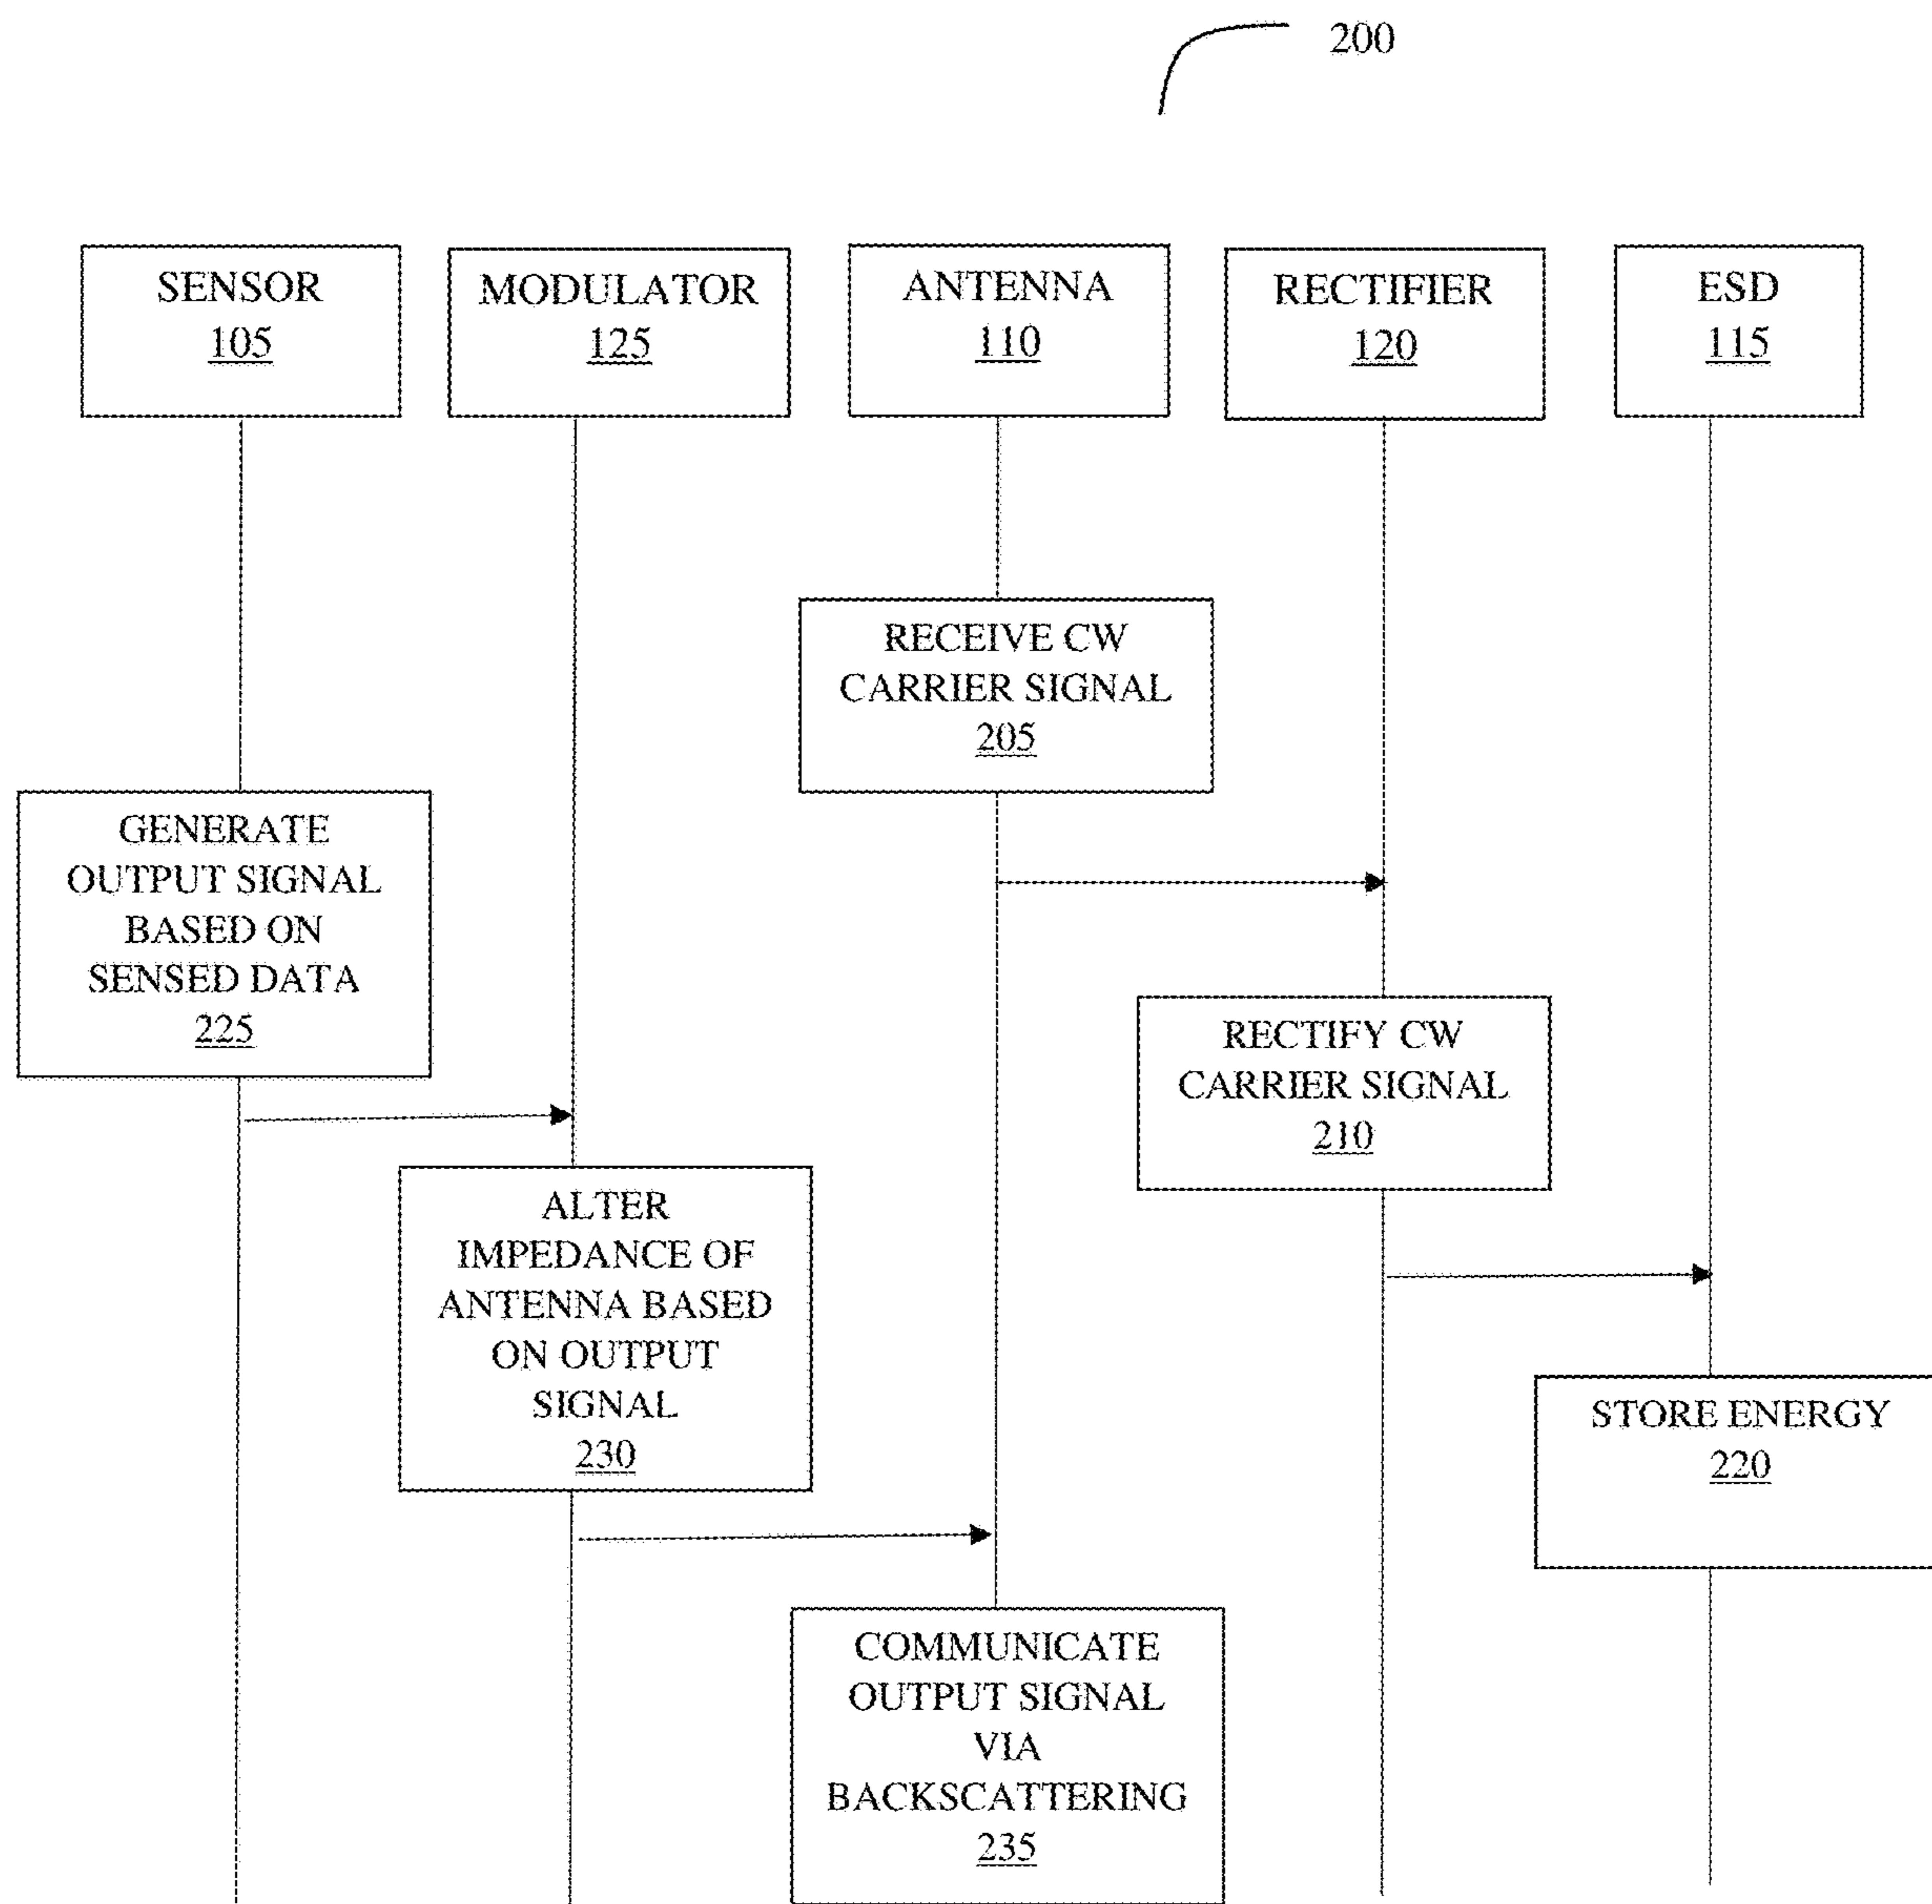 200
SENSOR
105
MODULATOR
125
ANTENNA
110
RECTIFIER
120
ESD
115
RECEIVE CW
CARRIER SIGNAL
205
GENERATE
OUTPUT SIGNAL
BASED ON
SENSED DATA
225
RECTIFY CW
CARRIER SIGNAL
210
ALTER
IMPEDANCE OF
ANTENNA BASED
ON OUTPUT
SIGNAL
230
STORE ENERGY
220
COMMUNICATE
OUTPUT SIGNAL
VIA
BACKSCATTERING
235